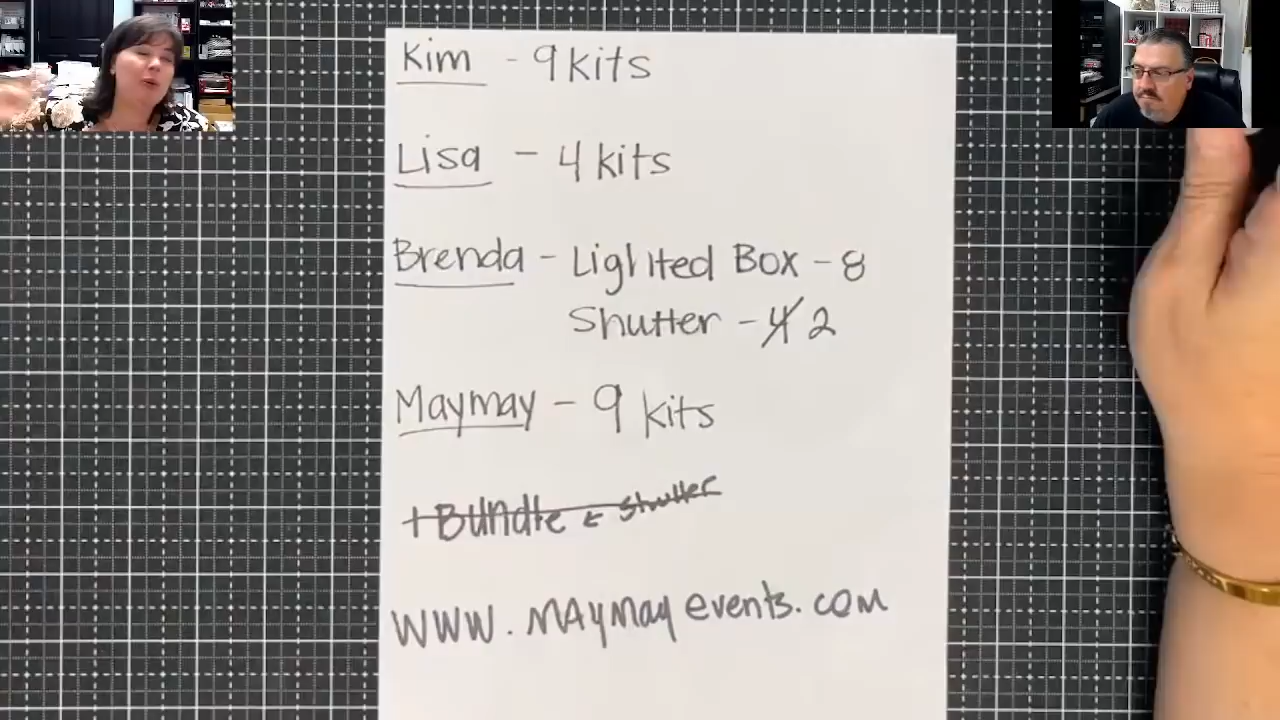 Kim - 9 kits
Lisa - 4 kits
Brenda - Lighted Box - 8
Shutter - 4 2
Maymay - 9 kits
+ Bundle & Shutter
www.maymayevents.com